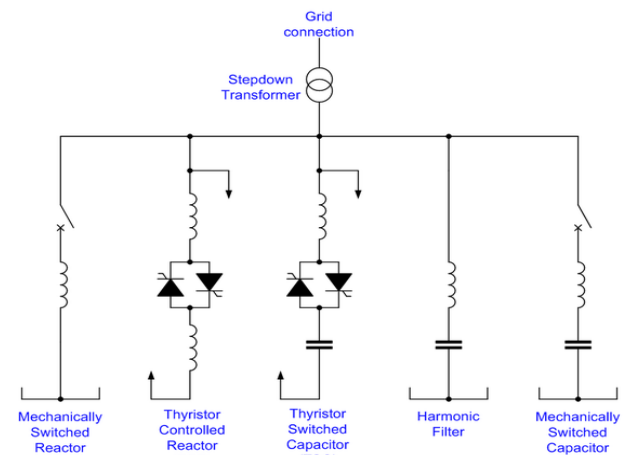 Grid
connection
Stepdown
Transformer
Mechanically
Switched
Reactor
Thyristor
Controlled
Reactor
Thyristor
Switched
Capacitor
Harmonic
Filter
Mechanically
Switched
Capacitor